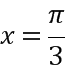 x = π/3